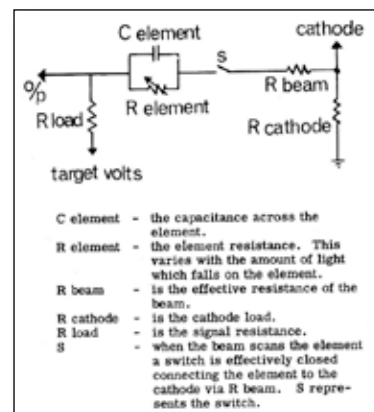 C element
cathode
S
R beam
o/p
R element
R load
R cathode
target volts
C element - the capacitance across the
element.
R element - the element resistance. This
varies with the amount of light
which falls on the element.
R beam - is the effective resistance of the
beam.
R cathode - is the cathode load.
R load - is the signal resistance.
S - when the beam scans the element
a switch is effectively closed
connecting the element to the
cathode via R beam. S repre-
sents the switch.